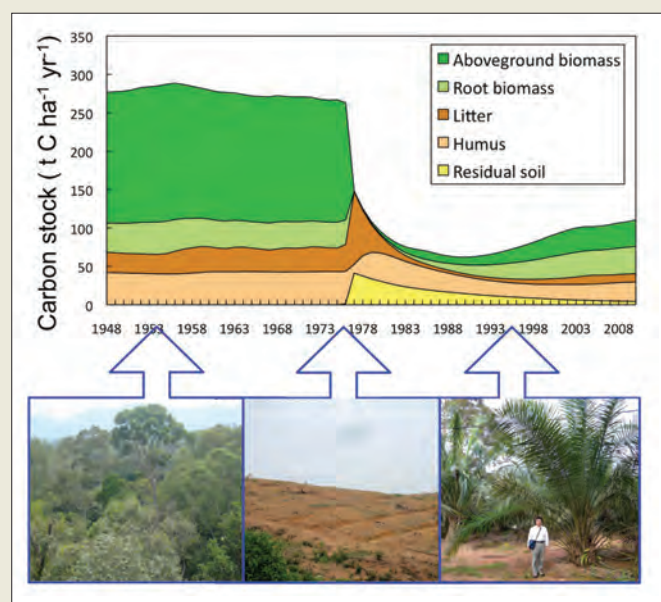 350
300
250
200
150
100
50
0
Carbon stock ( t C ha⁻¹ yr⁻¹)
Aboveground biomass
Root biomass
Litter
Humus
Residual soil
1948 1953 1958 1963 1968 1973 1978 1983 1988 1993 1998 2003 2008